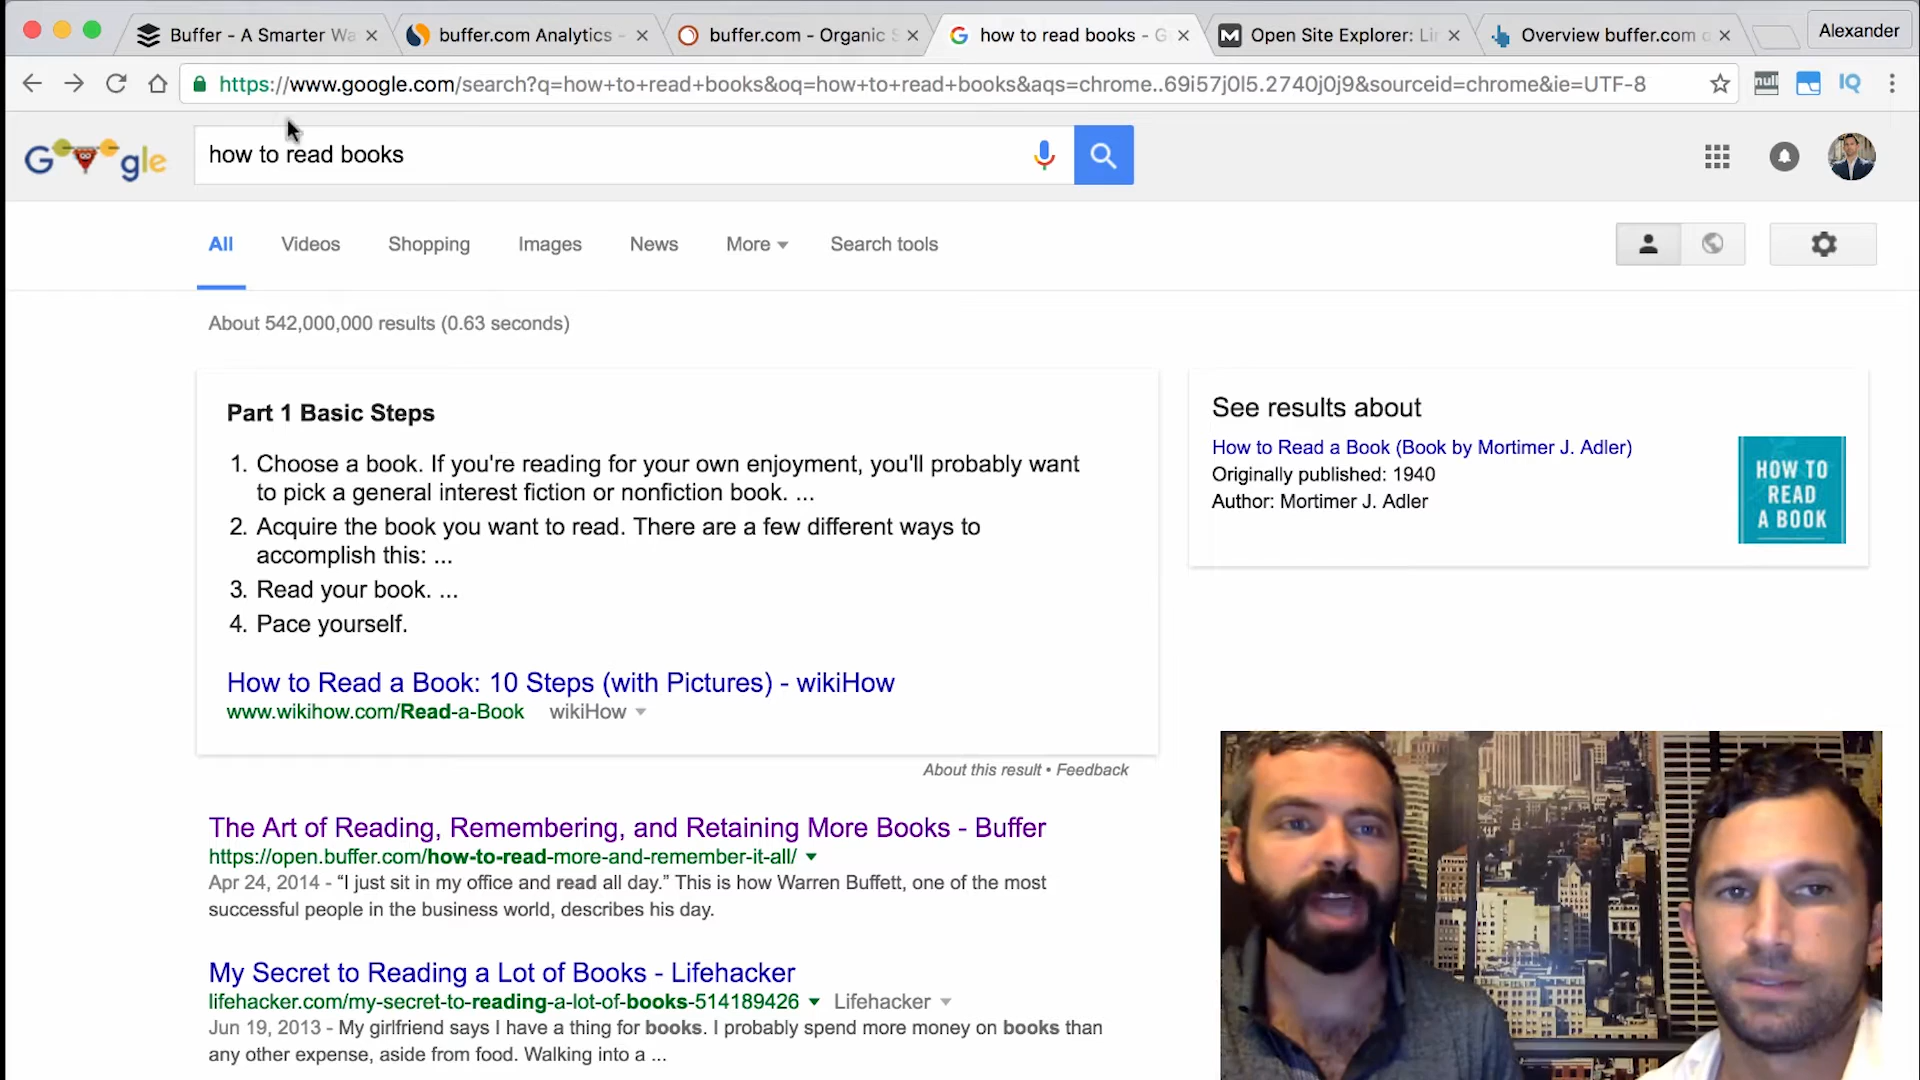 Buffer - A Smarter Wa
buffer.com Analytics -
buffer.com - Organic S
how to read books - G
Open Site Explorer: Li
Overview buffer.com o
Alexander
https://www.google.com/search?q=how+to+read+books&oq=how+to+read+books&aqs=chrome..69i57j0l5.2740j0j9&sourceid=chrome&ie=UTF-8
null
IQ
G gle
how to read books
All
Videos
Shopping
Images
News
More
Search tools
About 542,000,000 results (0.63 seconds)
Part 1 Basic Steps
1. Choose a book. If you're reading for your own enjoyment, you'll probably want
to pick a general interest fiction or nonfiction book. ...
2. Acquire the book you want to read. There are a few different ways to
accomplish this: ...
3. Read your book. ...
4. Pace yourself.
How to Read a Book: 10 Steps (with Pictures) - wikiHow
www.wikihow.com/Read-a-Book wikiHow
About this result • Feedback
See results about
How to Read a Book (Book by Mortimer J. Adler)
Originally published: 1940
Author: Mortimer J. Adler
HOW TO
READ
A BOOK
The Art of Reading, Remembering, and Retaining More Books - Buffer
https://open.buffer.com/how-to-read-more-and-remember-it-all/
Apr 24, 2014 - “I just sit in my office and read all day.” This is how Warren Buffett, one of the most
successful people in the business world, describes his day.
My Secret to Reading a Lot of Books - Lifehacker
lifehacker.com/my-secret-to-reading-a-lot-of-books-514189426 Lifehacker
Jun 19, 2013 - My girlfriend says I have a thing for books. I probably spend more money on books than
any other expense, aside from food. Walking into a ...